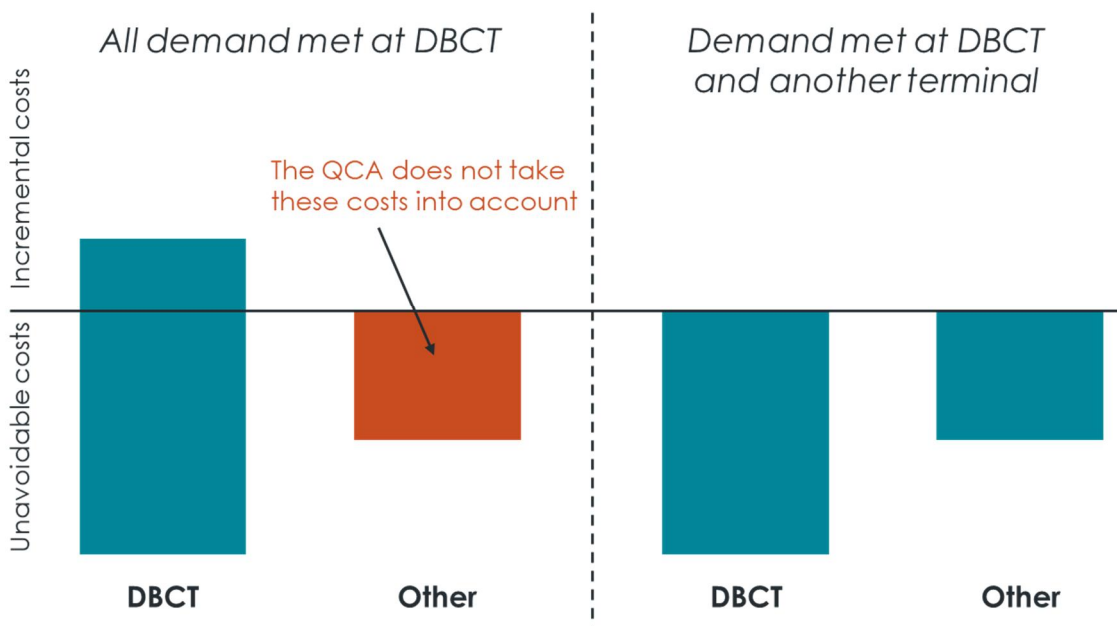 All demand met at DBCT
Demand met at DBCT
and another terminal
Incremental costs
The QCA does not take
these costs into account
Unavoidable costs
DBCT
Other
DBCT
Other